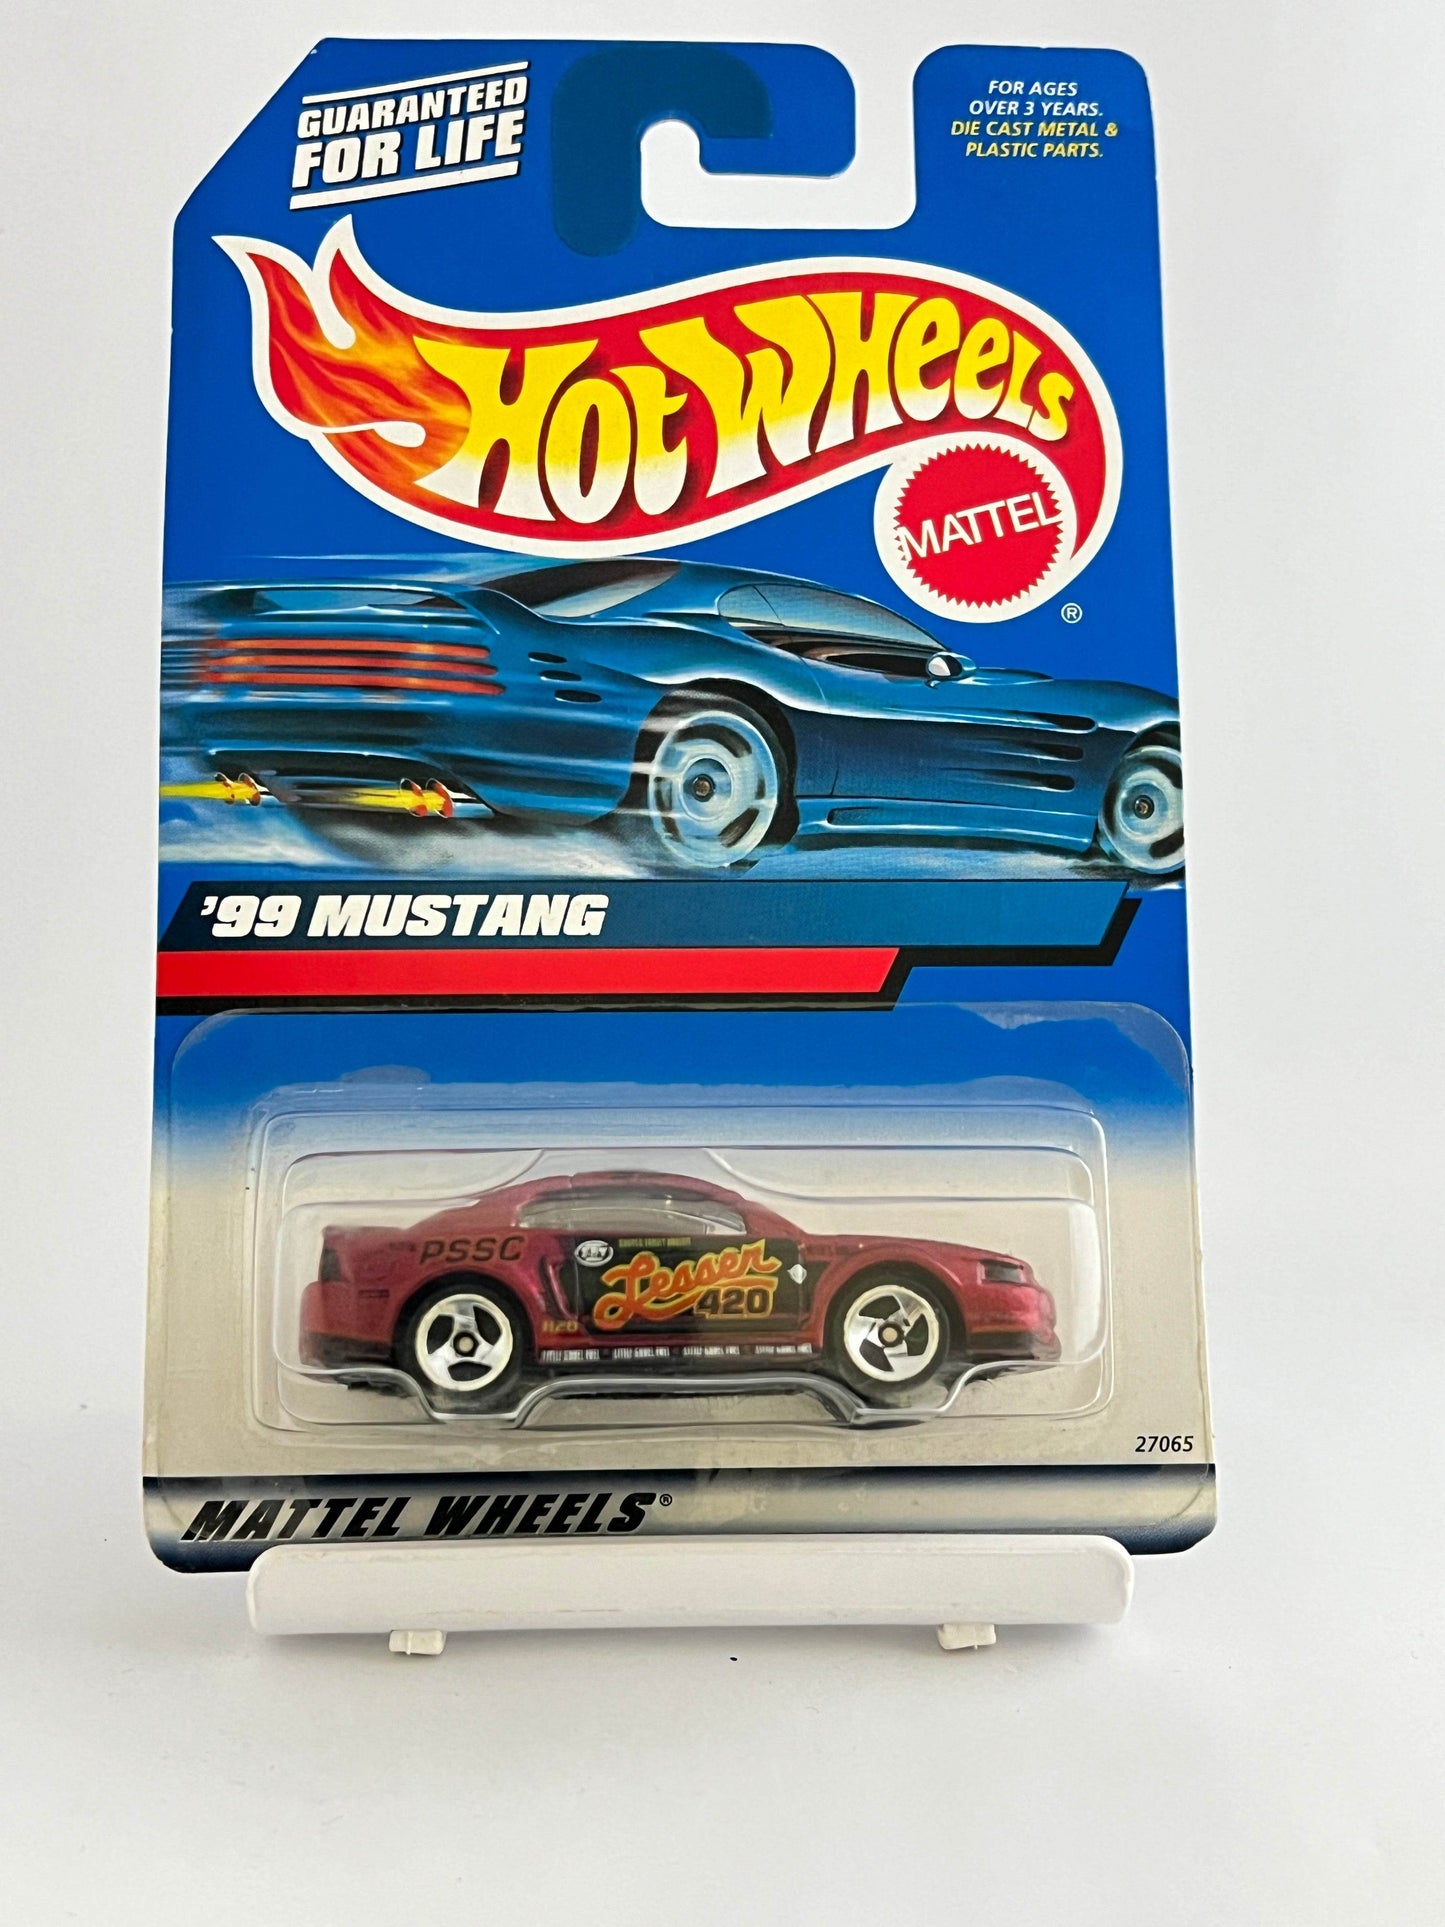 GUARANTEED
FOR LIFE
FOR AGES
OVER 3 YEARS.
DIE CAST METAL &
PLASTIC PARTS.
HOT WHEELS
MATTEL
®
'99 MUSTANG
PSSC
Lesser
420
27065
MATTEL WHEELS®